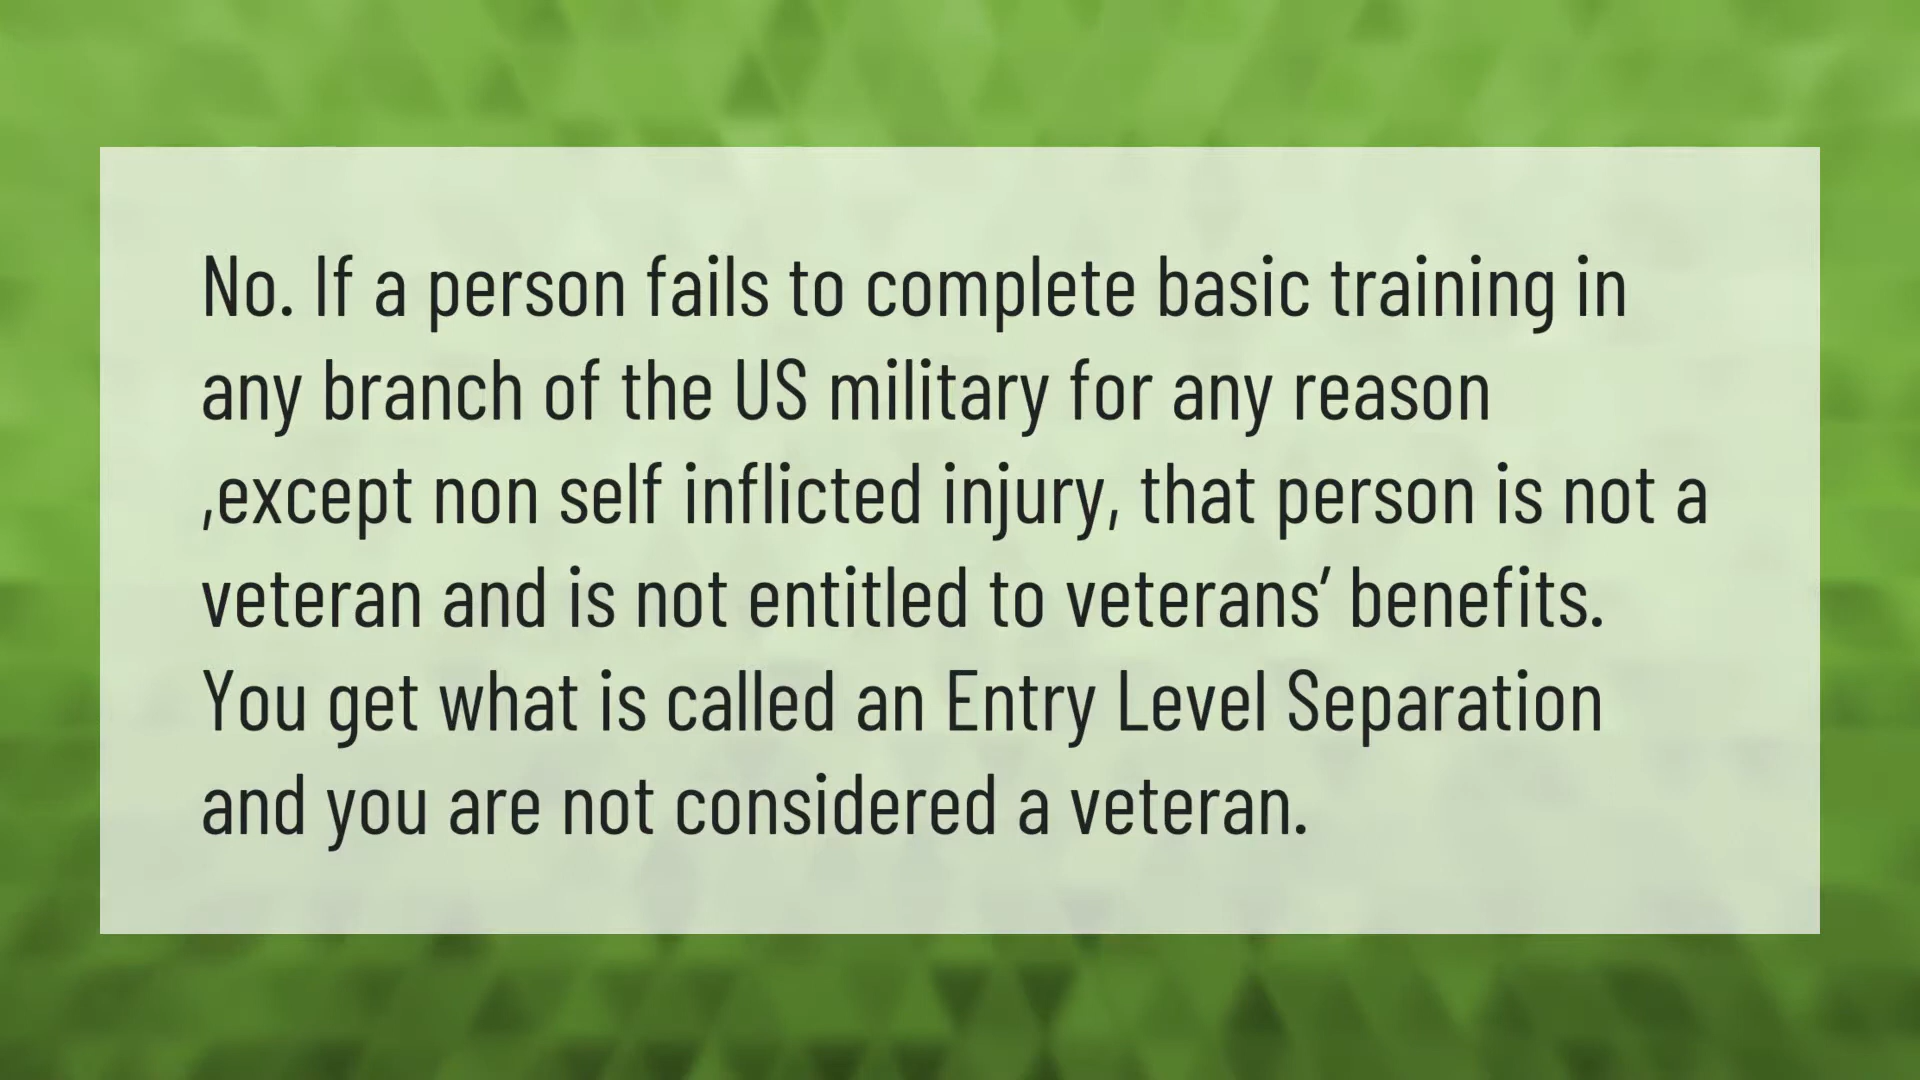 No. If a person fails to complete basic training in
any branch of the US military for any reason
,except non self inflicted injury, that person is not a
veteran and is not entitled to veterans’ benefits.
You get what is called an Entry Level Separation
and you are not considered a veteran.